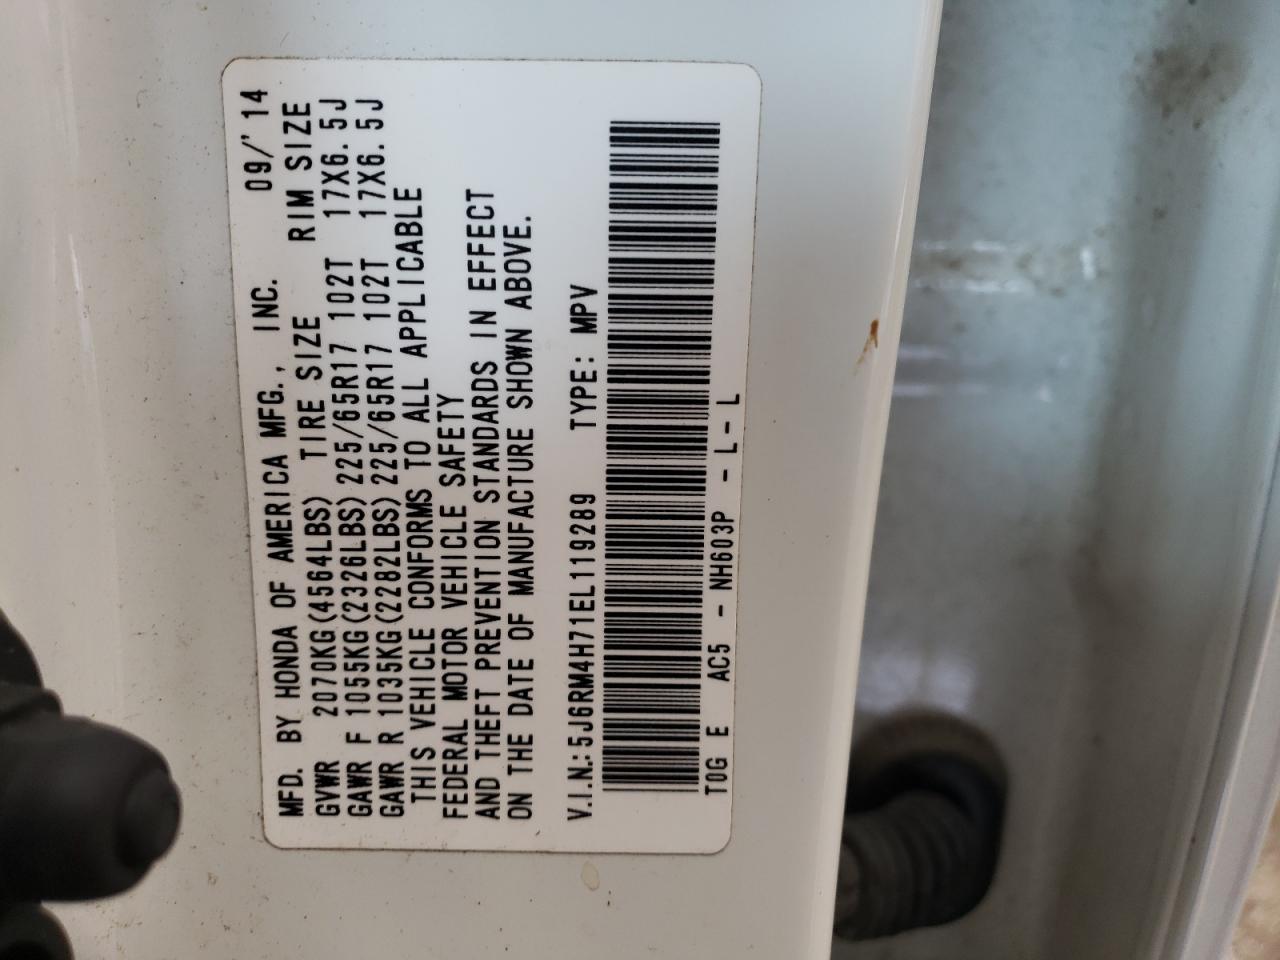 MFD. BY HONDA OF AMERICA MFG., INC. 09/'14
TIRE SIZE RIM SIZE
GVWR 2070KG(4564LBS)
GAWR F 1055KG(2326LBS) 225/65R17 102T 17X6.5J
GAWR R 1035KG(2282LBS) 225/65R17 102T 17X6.5J
THIS VEHICLE CONFORMS TO ALL APPLICABLE
FEDERAL MOTOR VEHICLE SAFETY
AND THEFT PREVENTION STANDARDS IN EFFECT
ON THE DATE OF MANUFACTURE SHOWN ABOVE.
V.I.N.:5J6RM4H71EL119289 TYPE: MPV
T0G E AC5 - NH603P - L - L